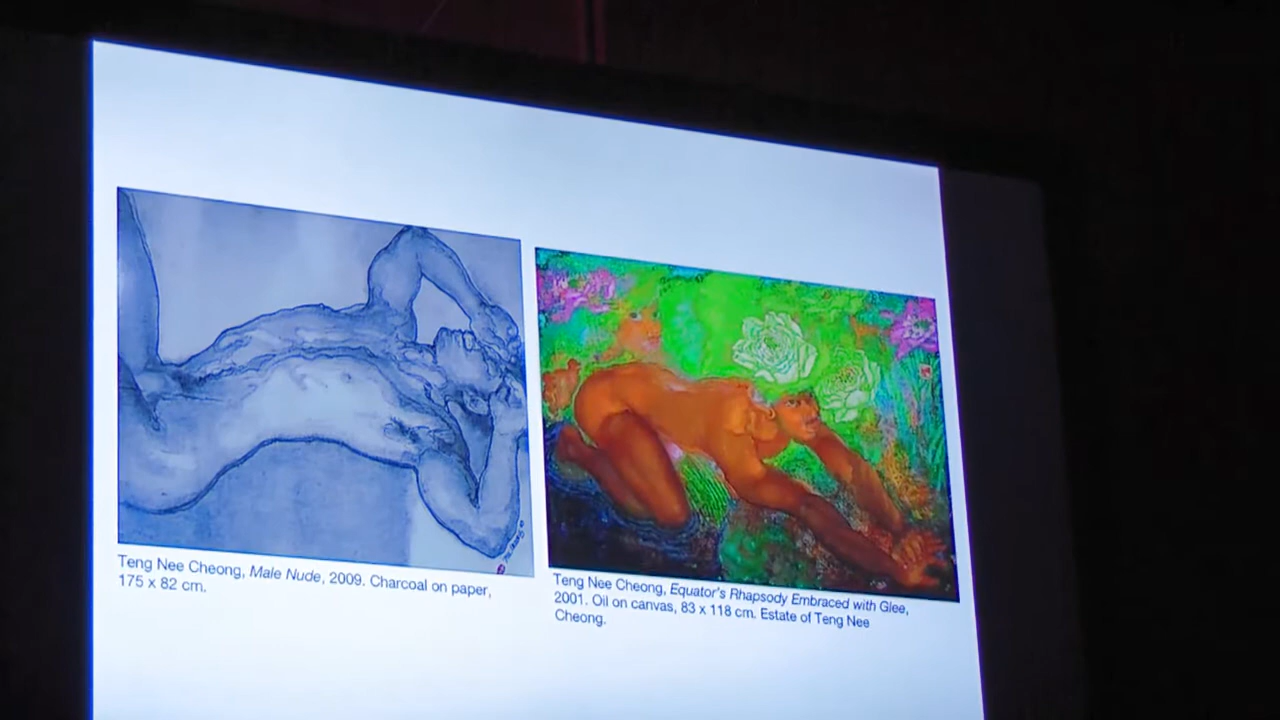 Teng Nee Cheong, Male Nude, 2009. Charcoal on paper,
175 x 82 cm.
Teng Nee Cheong, Equator's Rhapsody Embraced with Glee,
2001. Oil on canvas, 83 x 118 cm. Estate of Teng Nee
Cheong.